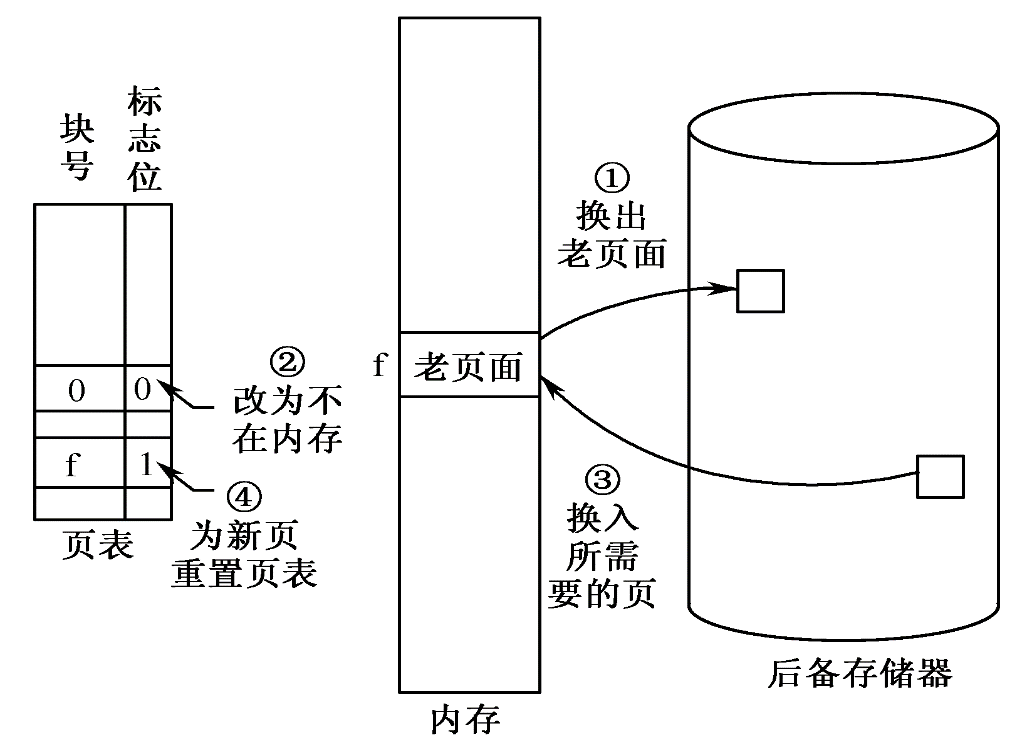 块号
标志位
0
0
f
1
页表
②
改为不
在内存
④
为新页
重置页表
f
老页面
内存
①
换出
老页面
③
换入
所需
要的页
后备存储器